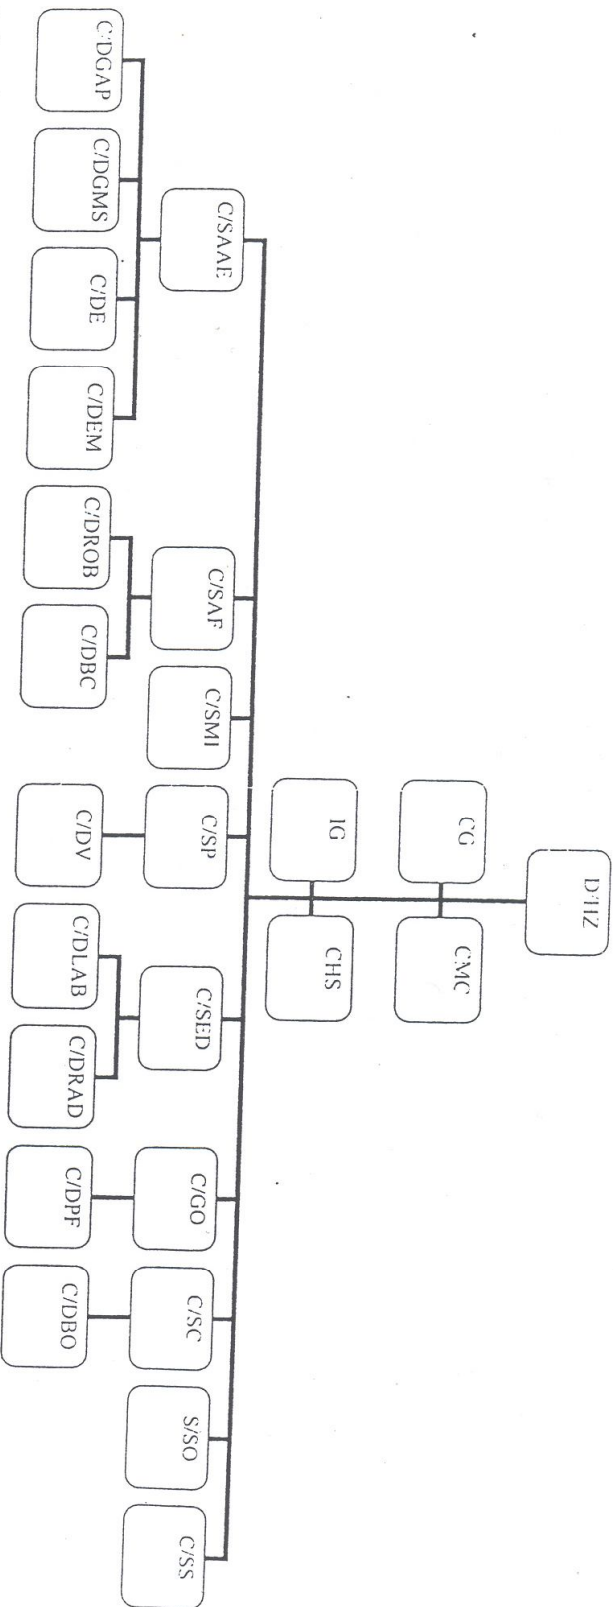 D/HZ
CG
CMC
IG
CHS
C/SAAE
C/SAF
C/SMI
C/SP
C/SED
C/GO
C/SC
S/SO
C/SS
C/DGAP
C/DGMS
C/DE
C/DEM
C/DROB
C/DBC
C/DV
C/DLAB
C/DRAD
C/DPF
C/DBO